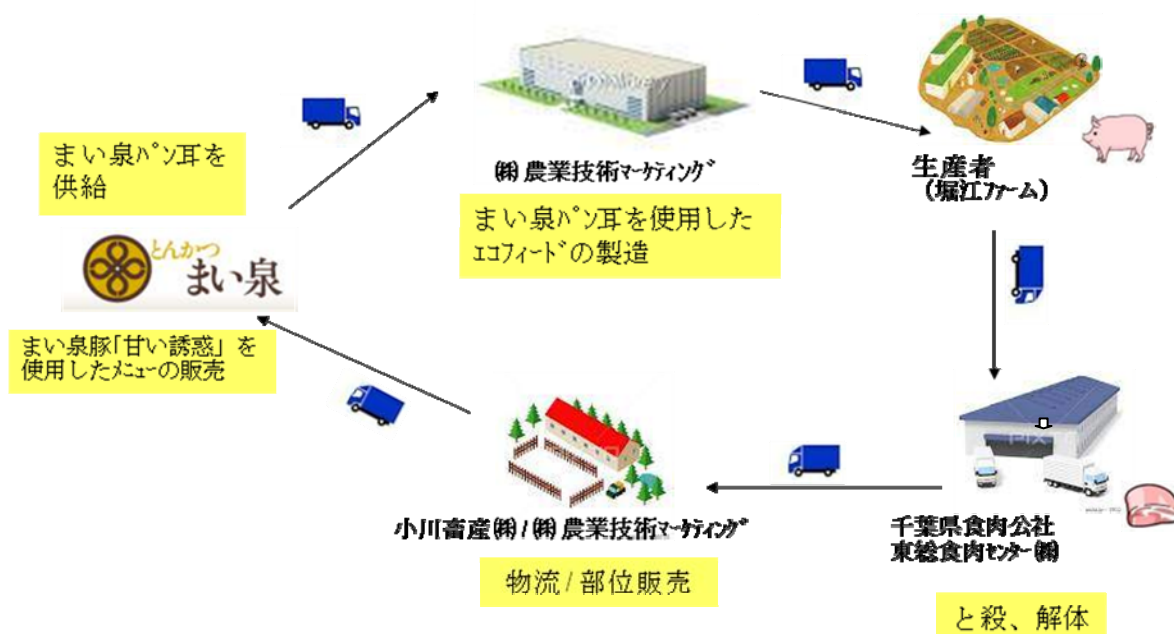 まい泉ﾊﾟﾝ耳を
供給
とんかつ
まい泉
まい泉豚「甘い誘惑」を
使用したﾒﾆｭｰの販売
㈱農業技術ﾏｰｹﾃｨﾝｸﾞ
まい泉ﾊﾟﾝ耳を使用した
ｴｺﾌｨｰﾄﾞの製造
生産者
（堀江ﾌｧｰﾑ）
千葉県食肉公社
東総食肉ｾﾝﾀｰ㈱
と殺、解体
小川畜産㈱/㈱農業技術ﾏｰｹﾃｨﾝｸﾞ
物流/部位販売